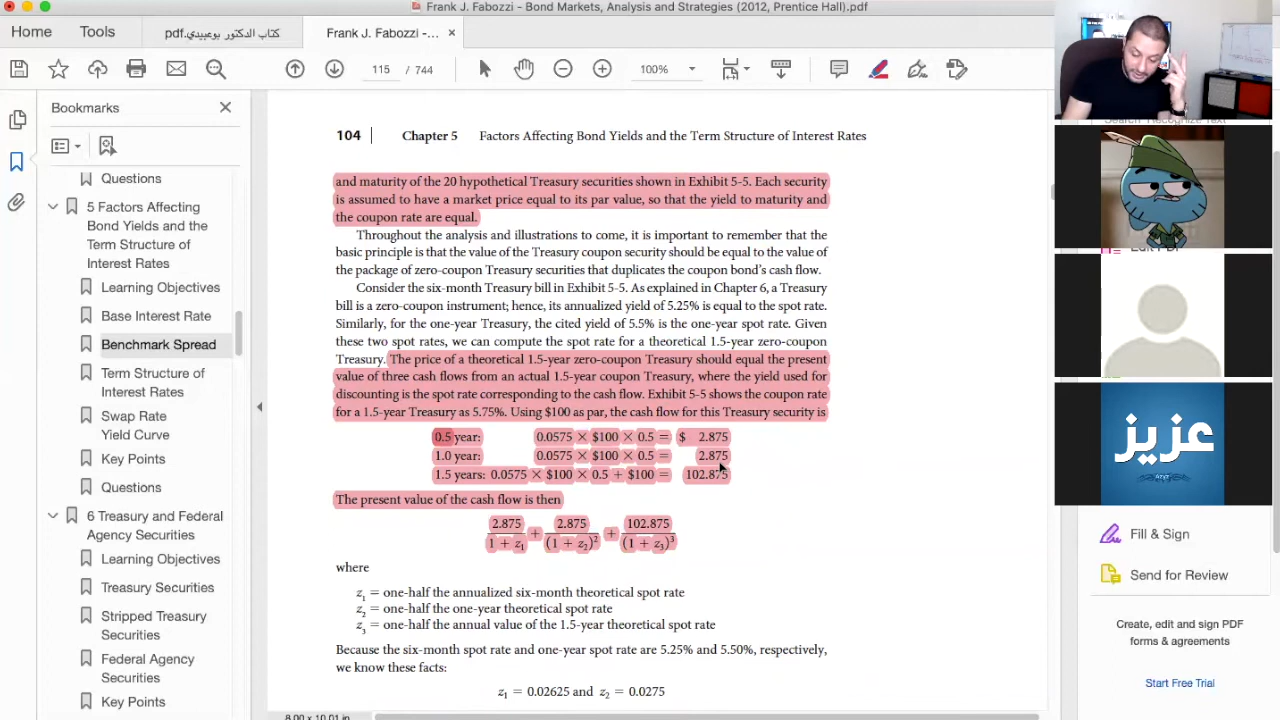 Frank J. Fabozzi - Bond Markets, Analysis and Strategies (2012, Prentice Hall).pdf
Home
Tools
كتاب الدكتور بوعبيدي.pdf
Frank J. Fabozzi -...
115 / 744
100%
Bookmarks
Questions
5 Factors Affecting
Bond Yields and the
Term Structure of
Interest Rates
Learning Objectives
Base Interest Rate
Benchmark Spread
Term Structure of
Interest Rates
Swap Rate
Yield Curve
Key Points
Questions
6 Treasury and Federal
Agency Securities
Learning Objectives
Treasury Securities
Stripped Treasury
Securities
Federal Agency
Securities
Key Points
104 | Chapter 5 Factors Affecting Bond Yields and the Term Structure of Interest Rates
and maturity of the 20 hypothetical Treasury securities shown in Exhibit 5-5. Each security
is assumed to have a market price equal to its par value, so that the yield to maturity and
the coupon rate are equal.
Throughout the analysis and illustrations to come, it is important to remember that the
basic principle is that the value of the Treasury coupon security should be equal to the value of
the package of zero-coupon Treasury securities that duplicates the coupon bond's cash flow.
Consider the six-month Treasury bill in Exhibit 5-5. As explained in Chapter 6, a Treasury
bill is a zero-coupon instrument; hence, its annualized yield of 5.25% is equal to the spot rate.
Similarly, for the one-year Treasury, the cited yield of 5.5% is the one-year spot rate. Given
these two spot rates, we can compute the spot rate for a theoretical 1.5-year zero-coupon
Treasury. The price of a theoretical 1.5-year zero-coupon Treasury should equal the present
value of three cash flows from an actual 1.5-year coupon Treasury, where the yield used for
discounting is the spot rate corresponding to the cash flow. Exhibit 5-5 shows the coupon rate
for a 1.5-year Treasury as 5.75%. Using $100 as par, the cash flow for this Treasury security is
0.5 year: 0.0575 × $100 × 0.5 = $ 2.875
1.0 year: 0.0575 × $100 × 0.5 = 2.875
1.5 years: 0.0575 × $100 × 0.5 + $100 = 102.875
The present value of the cash flow is then
2.875 / (1 + z₁) + 2.875 / (1 + z₂)² + 102.875 / (1 + z₃)³
where
z₁ = one-half the annualized six-month theoretical spot rate
z₂ = one-half the one-year theoretical spot rate
z₃ = one-half the annual value of the 1.5-year theoretical spot rate
Because the six-month spot rate and one-year spot rate are 5.25% and 5.50%, respectively,
we know these facts:
z₁ = 0.02625 and z₂ = 0.0275
8.00 x 10.01 in
عزيز
Azyz
Fill & Sign
Send for Review
Create, edit and sign PDF
forms & agreements
Start Free Trial